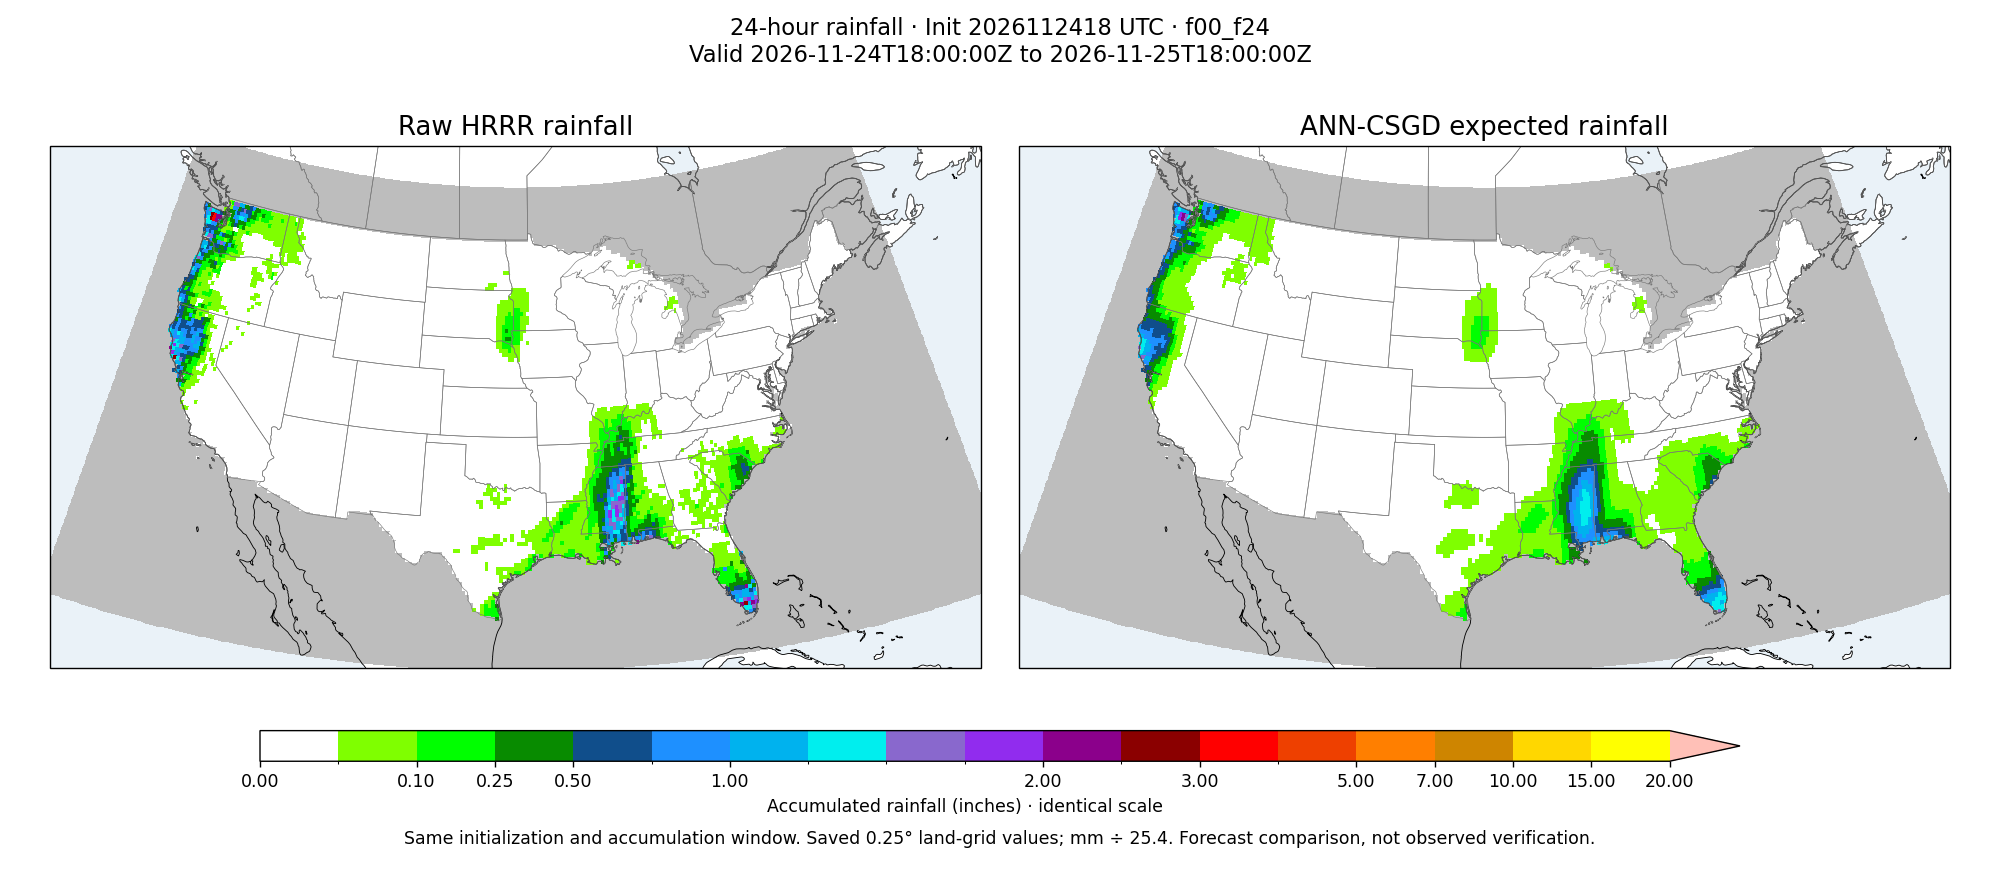 24-hour rainfall · Init 2026112418 UTC · f00_f24
Valid 2026-11-24T18:00:00Z to 2026-11-25T18:00:00Z
Raw HRRR rainfall
ANN-CSGD expected rainfall
0.00 0.10 0.25 0.50 1.00 2.00 3.00 5.00 7.00 10.00 15.00 20.00
Accumulated rainfall (inches) · identical scale
Same initialization and accumulation window. Saved 0.25° land-grid values; mm ÷ 25.4. Forecast comparison, not observed verification.